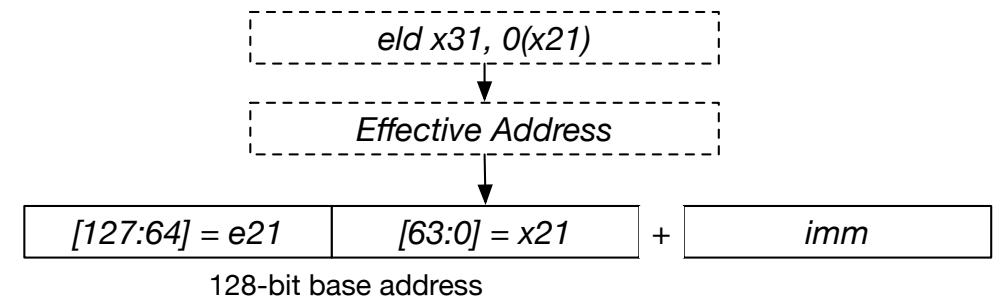 eld x31, 0(x21)
Effective Address
[127:64] = e21 [63:0] = x21 + imm
128-bit base address